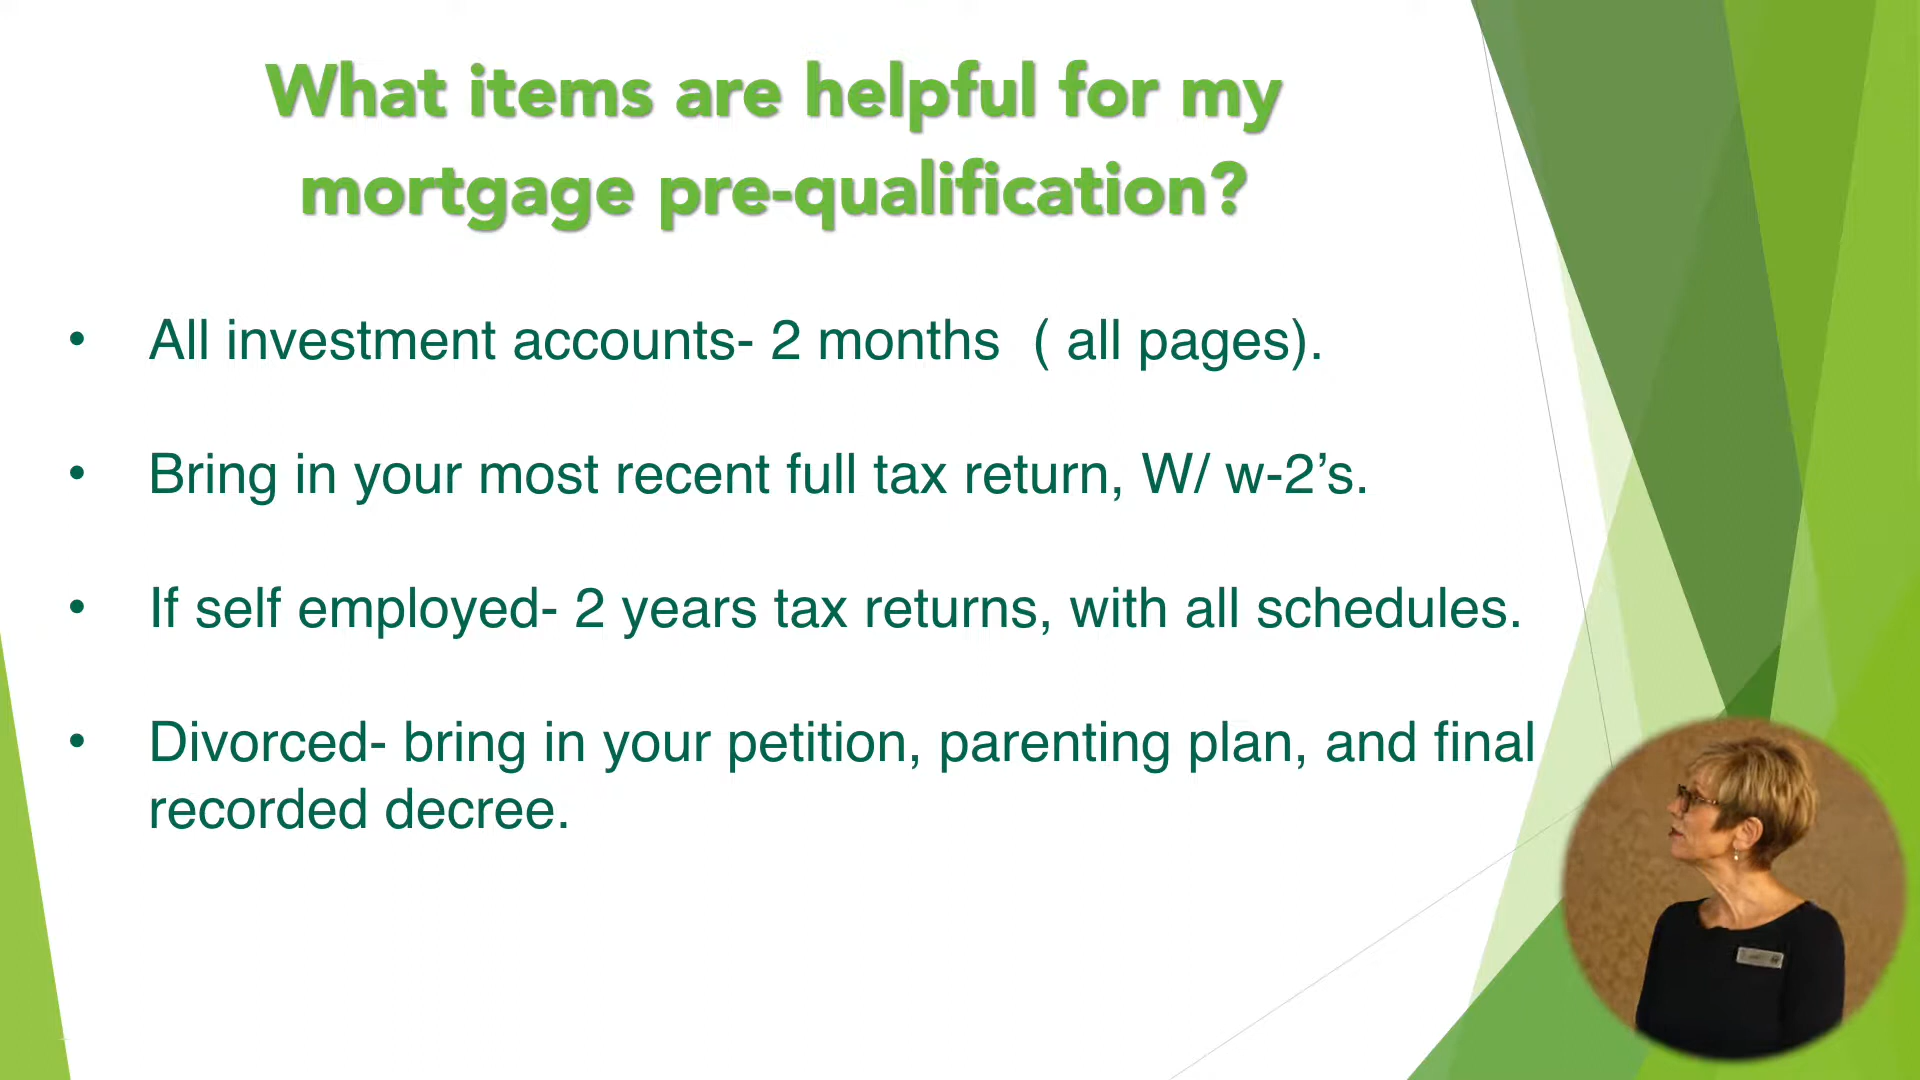 What items are helpful for my
mortgage pre-qualification?
• All investment accounts- 2 months  ( all pages).
• Bring in your most recent full tax return, W/ w-2’s.
• If self employed- 2 years tax returns, with all schedules.
• Divorced- bring in your petition, parenting plan, and final
recorded decree.